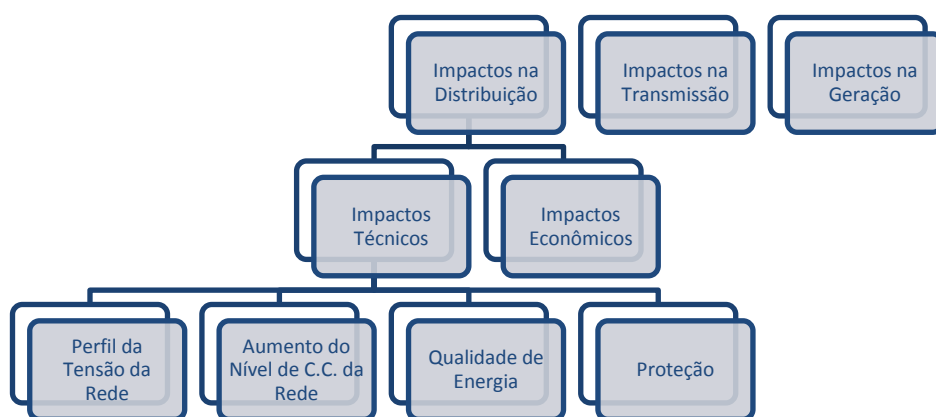 Impactos na
Distribuição
Impactos na
Transmissão
Impactos na
Geração
Impactos
Técnicos
Impactos
Econômicos
Perfil da
Tensão da
Rede
Aumento do
Nível de C.C. da
Rede
Qualidade de
Energia
Proteção